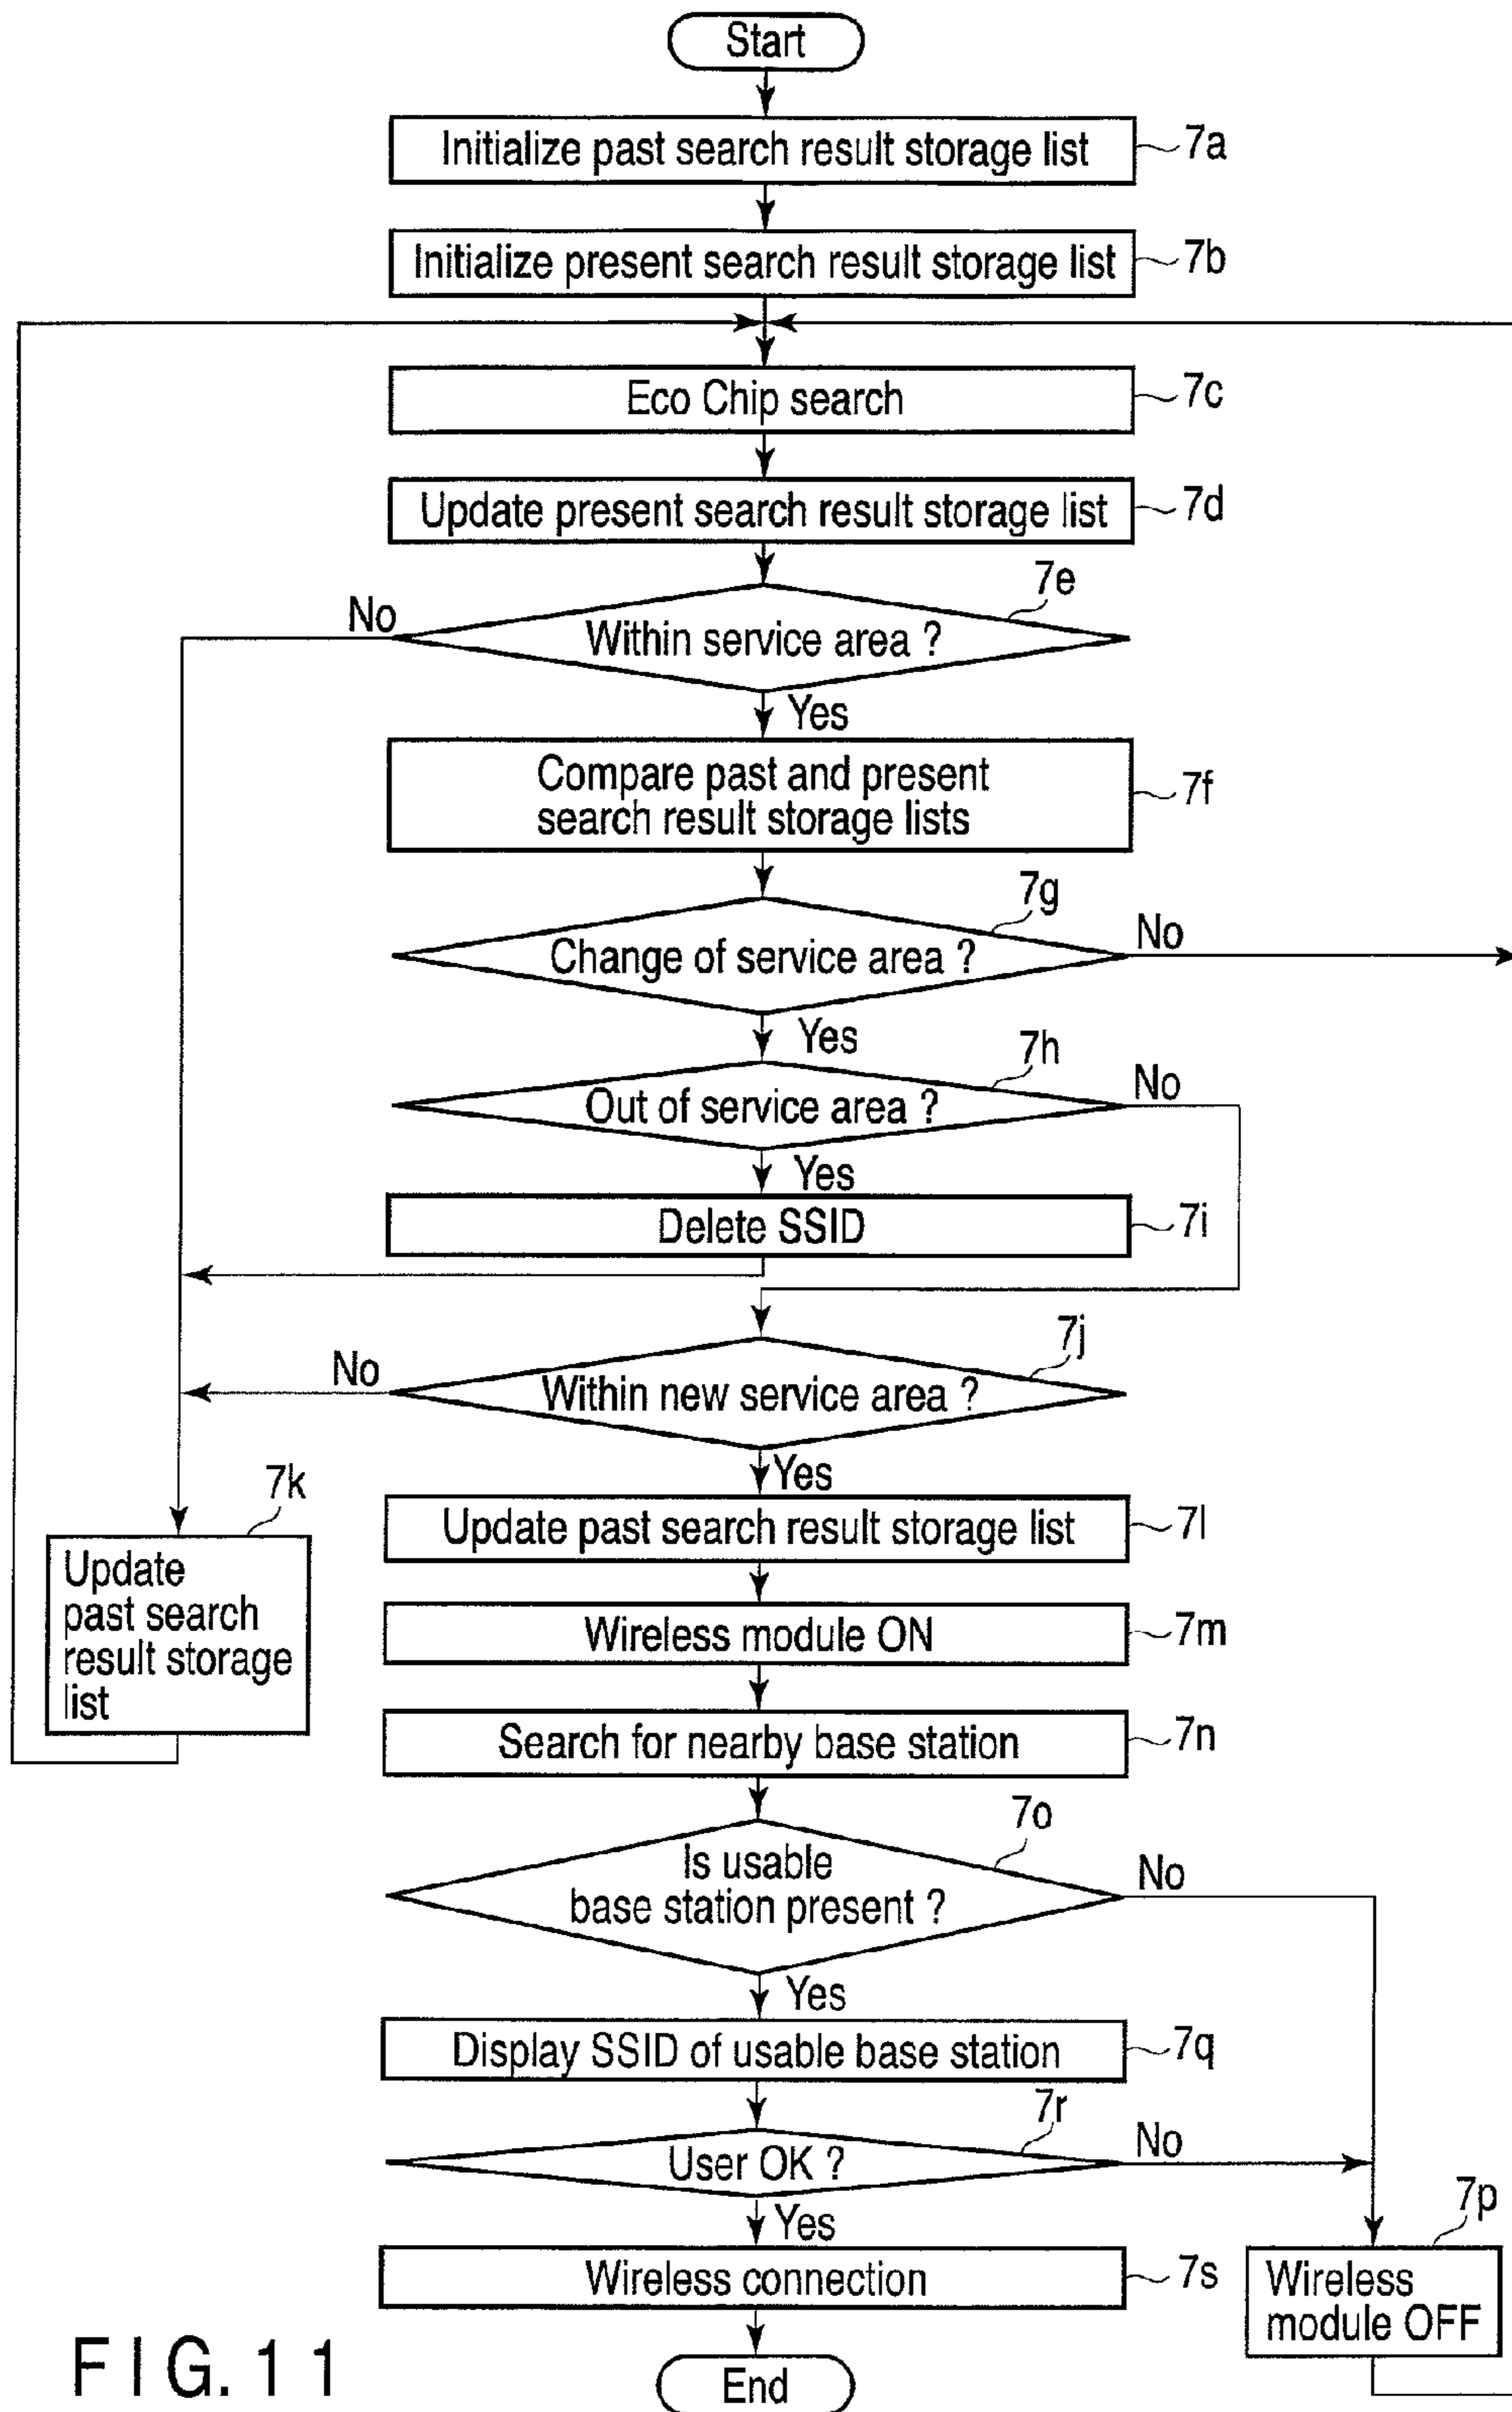 Start
Initialize past search result storage list
7a
Initialize present search result storage list
7b
Eco Chip search
7c
Update present search result storage list
7d
7e
No
Within service area ?
Yes
Compare past and present
search result storage lists
7f
7g
Change of service area ?
No
Yes
7h
Out of service area ?
No
Yes
Delete SSID
7i
7j
No
Within new service area ?
Yes
7k
Update
past search
result storage
list
Update past search result storage list
7l
Wireless module ON
7m
Search for nearby base station
7n
7o
Is usable
base station present ?
No
Yes
Display SSID of usable base station
7q
7r
User OK ?
No
Yes
7p
Wireless connection
7s
Wireless
module OFF
End
FIG. 11